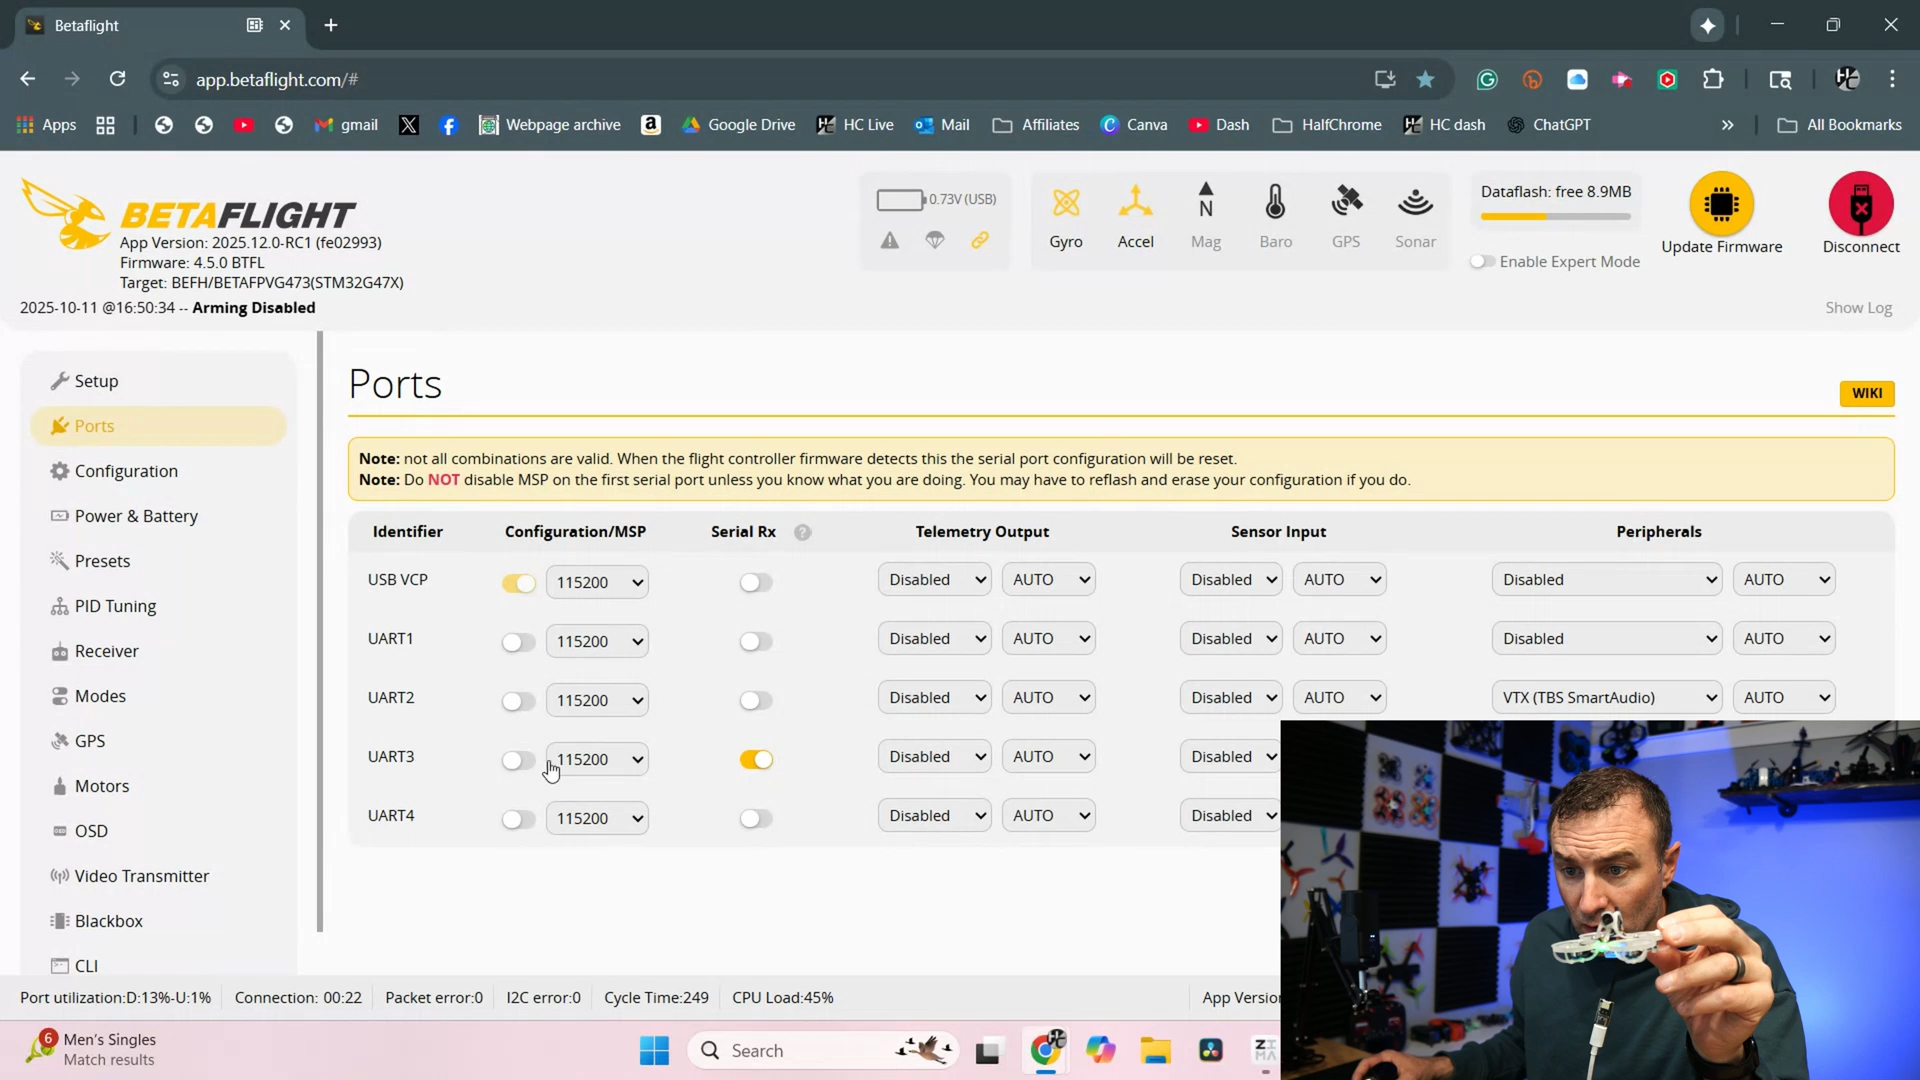 Betaflight
app.betaflight.com/#
Apps
gmail
Webpage archive
Google Drive
HC Live
Mail
Affiliates
Canva
Dash
HalfChrome
HC dash
ChatGPT
All Bookmarks
BETAFLIGHT
App Version: 2025.12.0-RC1 (fe02993)
Firmware: 4.5.0 BTFL
Target: BEFH/BETAFPVG473(STM32G47X)
2025-10-11 @16:50:34 -- Arming Disabled
0.73V (USB)
Gyro Accel Mag Baro GPS Sonar
Dataflash: free 8.9MB
Enable Expert Mode
Update Firmware
Disconnect
Show Log
Setup
Ports
Configuration
Power & Battery
Presets
PID Tuning
Receiver
Modes
GPS
Motors
OSD
Video Transmitter
Blackbox
CLI
Ports
WIKI
Note: not all combinations are valid. When the flight controller firmware detects this the serial port configuration will be reset.
Note: Do NOT disable MSP on the first serial port unless you know what you are doing. You may have to reflash and erase your configuration if you do.
Identifier Configuration/MSP Serial Rx ? Telemetry Output Sensor Input Peripherals
USB VCP 115200 Disabled AUTO Disabled AUTO Disabled AUTO
UART1 115200 Disabled AUTO Disabled AUTO Disabled AUTO
UART2 115200 Disabled AUTO Disabled AUTO VTX (TBS SmartAudio) AUTO
UART3 115200 Disabled AUTO Disabled
UART4 115200 Disabled AUTO Disabled
Port utilization:D:13%-U:1% Connection: 00:22 Packet error:0 I2C error:0 Cycle Time:249 CPU Load:45% App Versio
6
Men's Singles
Match results
Search